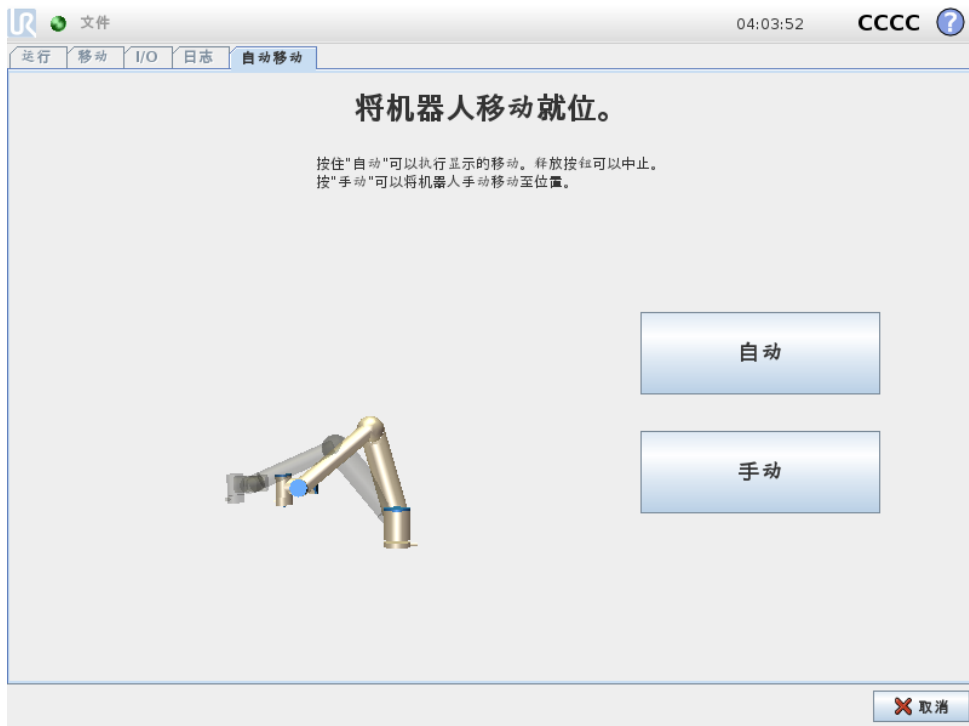 UR
文件
04:03:52
CCCC
?
运行
移动
I/O
日志
自动移动
将机器人移动就位。
按住"自动"可以执行显示的移动。释放按钮可以中止。
按"手动"可以将机器人手动移动至位置。
自动
手动
取消